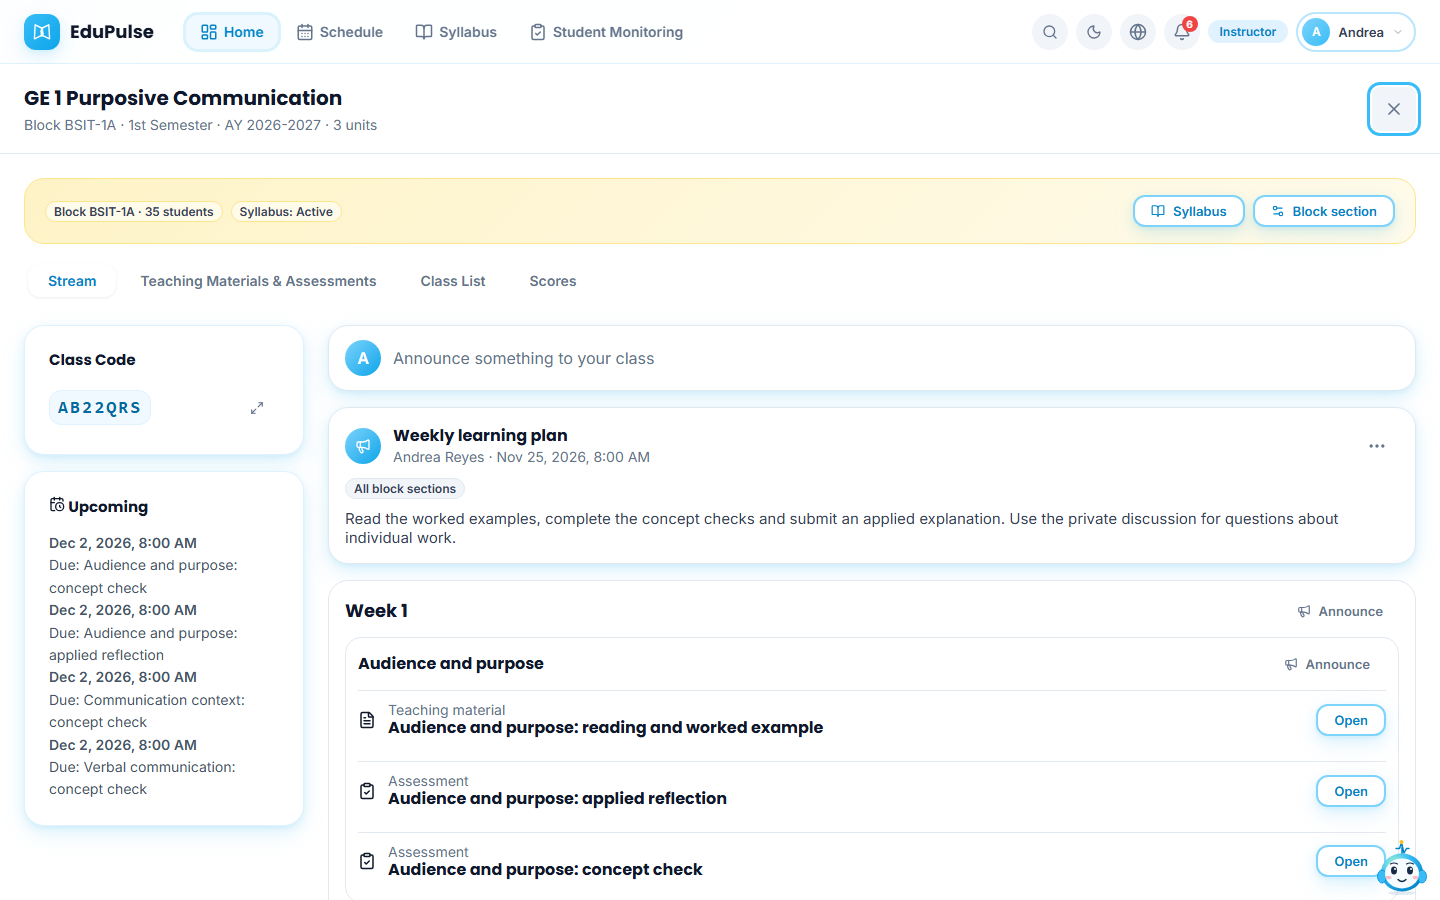 EduPulse
Home
Schedule
Syllabus
Student Monitoring
6
Instructor
A
Andrea
GE 1 Purposive Communication
Block BSIT-1A · 1st Semester · AY 2026-2027 · 3 units
Block BSIT-1A · 35 students
Syllabus: Active
Syllabus
Block section
Stream
Teaching Materials & Assessments
Class List
Scores
Class Code
AB22QRS
Upcoming
Dec 2, 2026, 8:00 AM
Due: Audience and purpose:
concept check
Dec 2, 2026, 8:00 AM
Due: Audience and purpose:
applied reflection
Dec 2, 2026, 8:00 AM
Due: Communication context:
concept check
Dec 2, 2026, 8:00 AM
Due: Verbal communication:
concept check
A
Announce something to your class
Weekly learning plan
Andrea Reyes · Nov 25, 2026, 8:00 AM
All block sections
Read the worked examples, complete the concept checks and submit an applied explanation. Use the private discussion for questions about
individual work.
Week 1
Announce
Audience and purpose
Announce
Teaching material
Audience and purpose: reading and worked example
Open
Assessment
Audience and purpose: applied reflection
Open
Assessment
Audience and purpose: concept check
Open